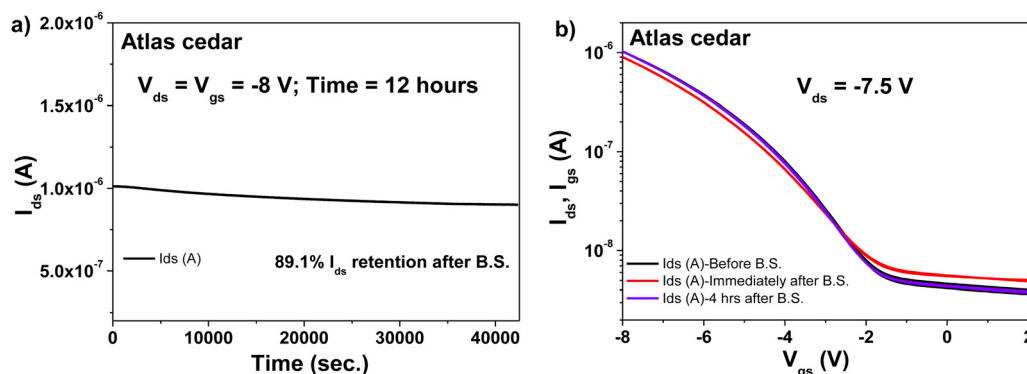 a)
Atlas cedar
V_ds = V_gs = -8 V; Time = 12 hours
2.0x10^-6
1.5x10^-6
1.0x10^-6
5.0x10^-7
I_ds (A)
Ids (A)
89.1% I_ds retention after B.S.
0 10000 20000 30000 40000
Time (sec.)
b)
Atlas cedar
V_ds = -7.5 V
10^-6
10^-7
10^-8
I_ds, I_gs (A)
Ids (A)-Before B.S.
Ids (A)-Immediately after B.S.
Ids (A)-4 hrs after B.S.
-8 -6 -4 -2 0 2
V_gs (V)